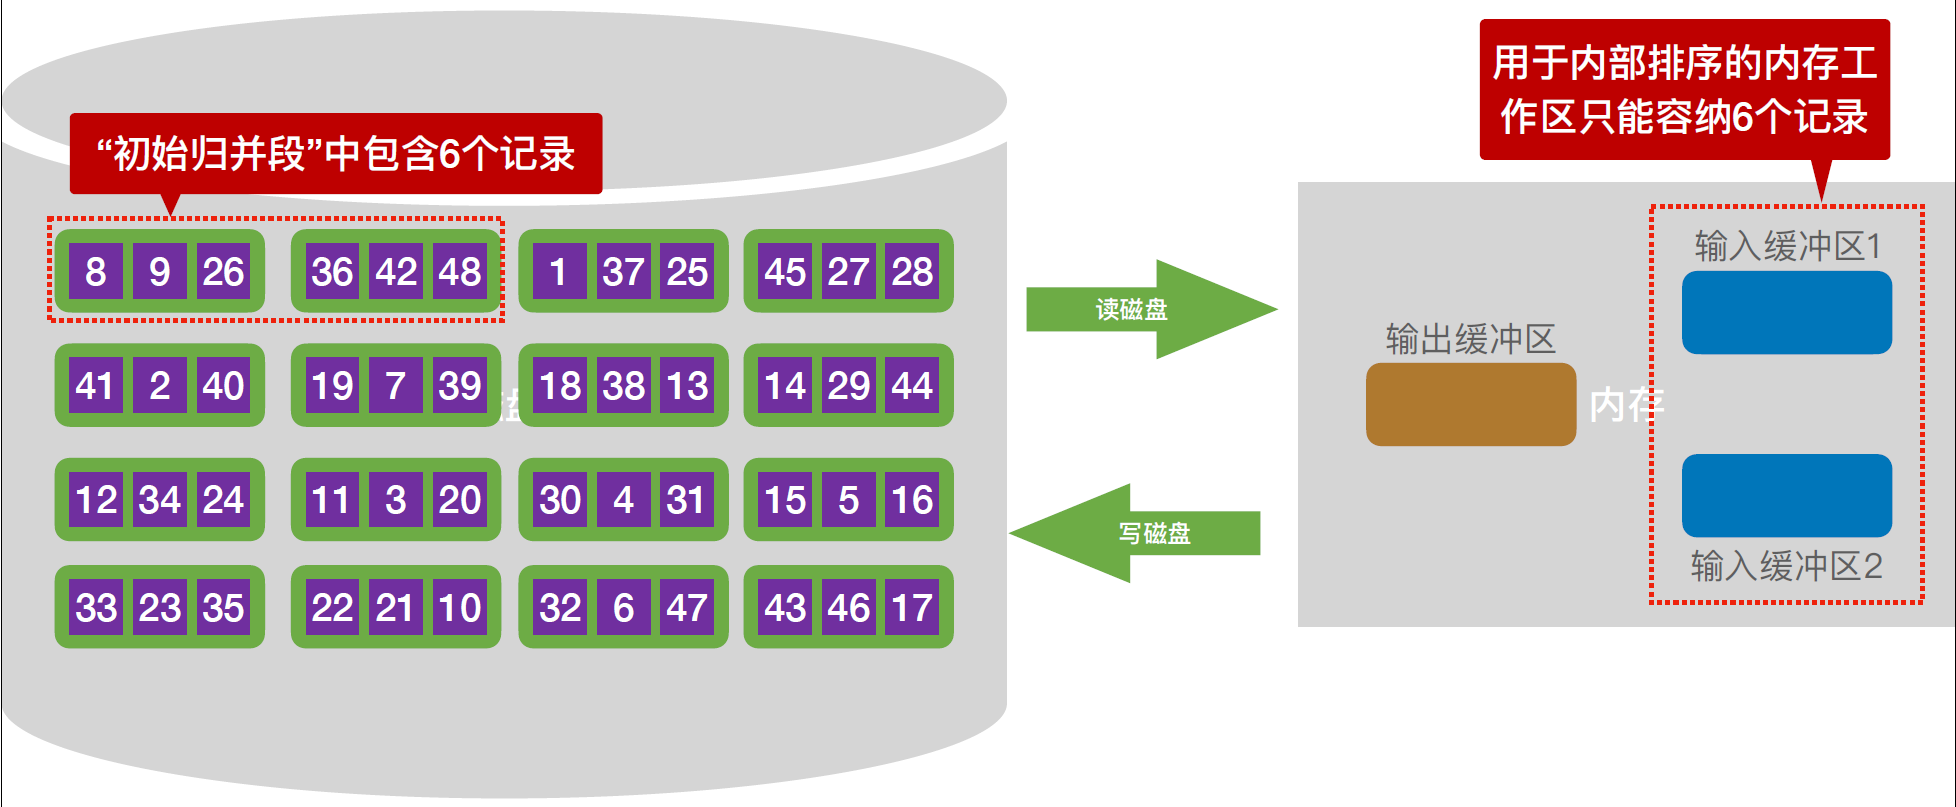 用于内部排序的内存工
作区只能容纳6个记录
“初始归并段”中包含6个记录
8 9 26 36 42 48 1 37 25 45 27 28
41 2 40 19 7 39 18 38 13 14 29 44
12 34 24 11 3 20 30 4 31 15 5 16
33 23 35 22 21 10 32 6 47 43 46 17
读磁盘
写磁盘
输出缓冲区
内存
输入缓冲区1
输入缓冲区2